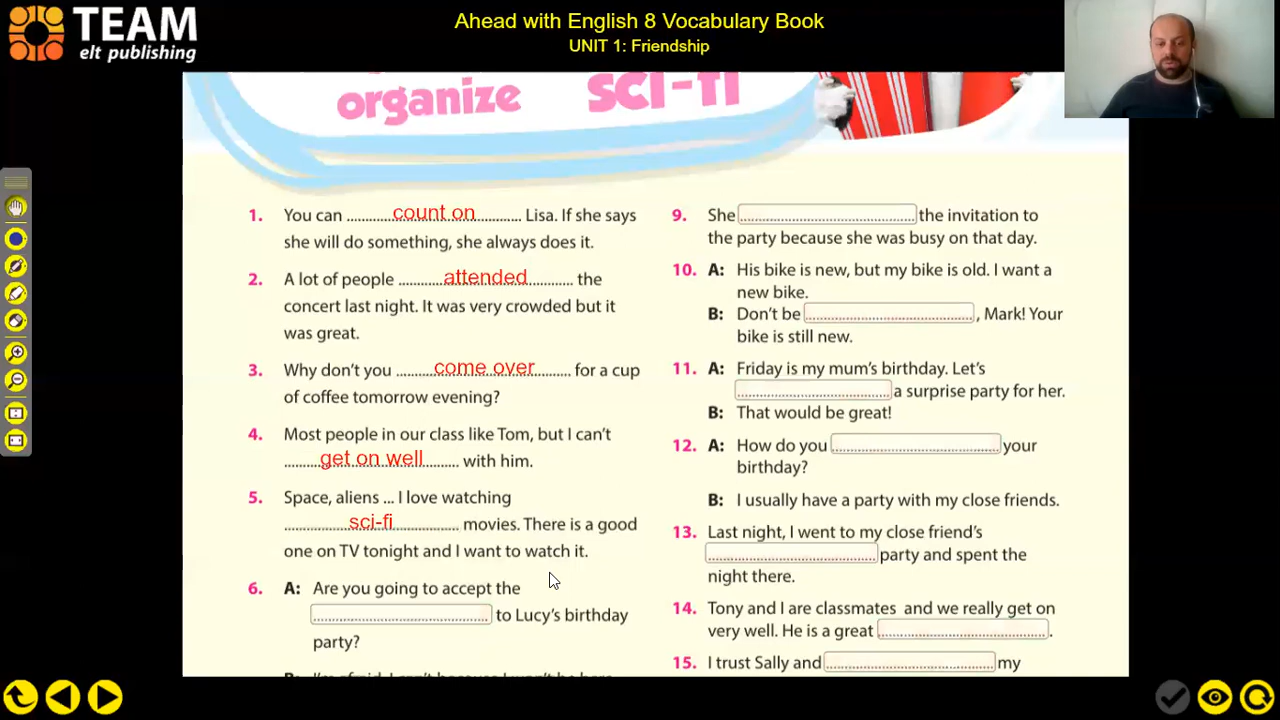 TEAM
elt publishing
Ahead with English 8 Vocabulary Book
UNIT 1: Friendship
organize sci-fi
1. You can .................... count on .................... Lisa. If she says
she will do something, she always does it.
2. A lot of people .................... attended .................... the
concert last night. It was very crowded but it
was great.
3. Why don't you .................... come over .................... for a cup
of coffee tomorrow evening?
4. Most people in our class like Tom, but I can't
.................... get on well .................... with him.
5. Space, aliens ... I love watching
.................... sci-fi .................... movies. There is a good
one on TV tonight and I want to watch it.
6. A: Are you going to accept the
.................... to Lucy's birthday
party?
9. She .................... the invitation to
the party because she was busy on that day.
10. A: His bike is new, but my bike is old. I want a
new bike.
B: Don't be ...................., Mark! Your
bike is still new.
11. A: Friday is my mum's birthday. Let's
.................... a surprise party for her.
B: That would be great!
12. A: How do you .................... your
birthday?
B: I usually have a party with my close friends.
13. Last night, I went to my close friend's
.................... party and spent the
night there.
14. Tony and I are classmates and we really get on
very well. He is a great .....................
15. I trust Sally and .................... my